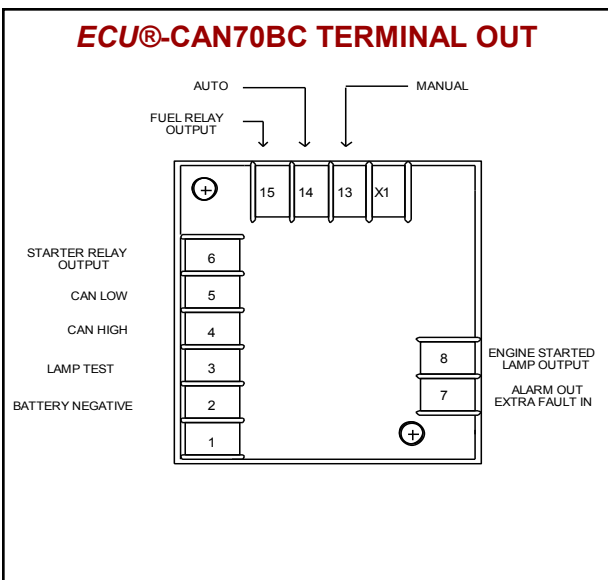 ECU®-CAN70BC TERMINAL OUT
AUTO
MANUAL
FUEL RELAY
OUTPUT
15
14
13
X1
STARTER RELAY
OUTPUT
6
CAN LOW
5
CAN HIGH
4
LAMP TEST
3
BATTERY NEGATIVE
2
1
8
ENGINE STARTED
LAMP OUTPUT
7
ALARM OUT
EXTRA FAULT IN